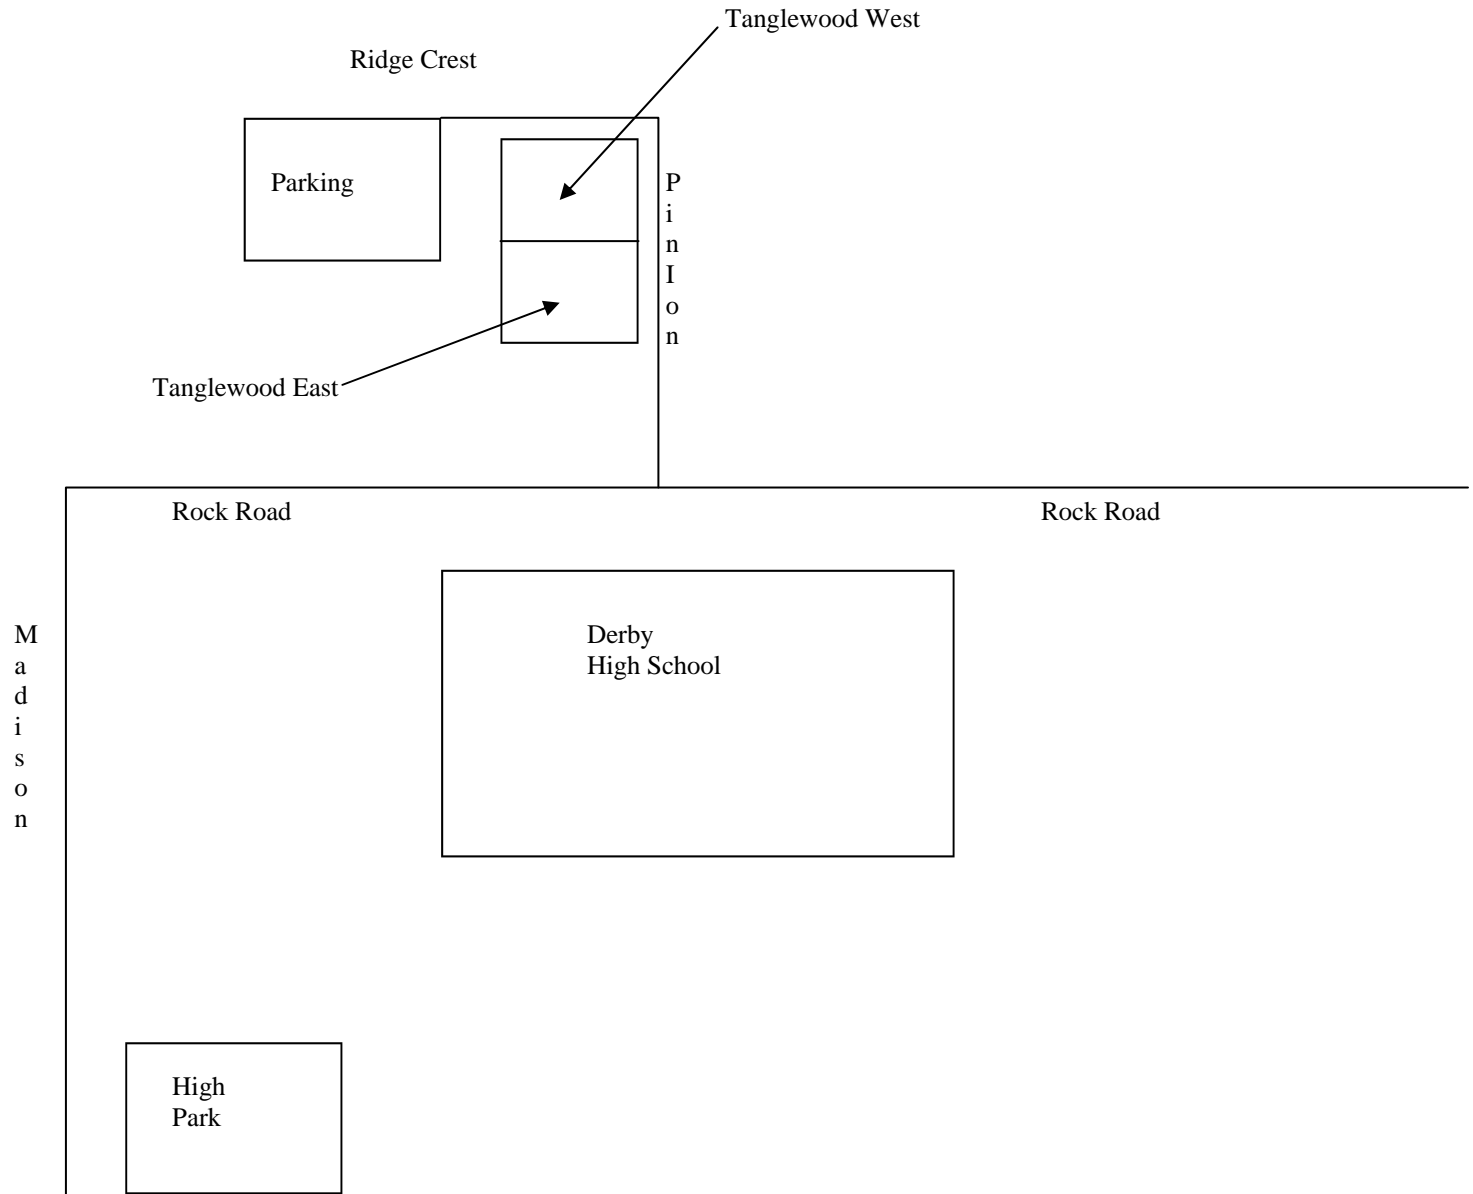 Tanglewood West
Ridge Crest
Parking
P
i
n
I
o
n
Tanglewood East
Rock Road
Rock Road
M
a
d
i
s
o
n
Derby
High School
High
Park